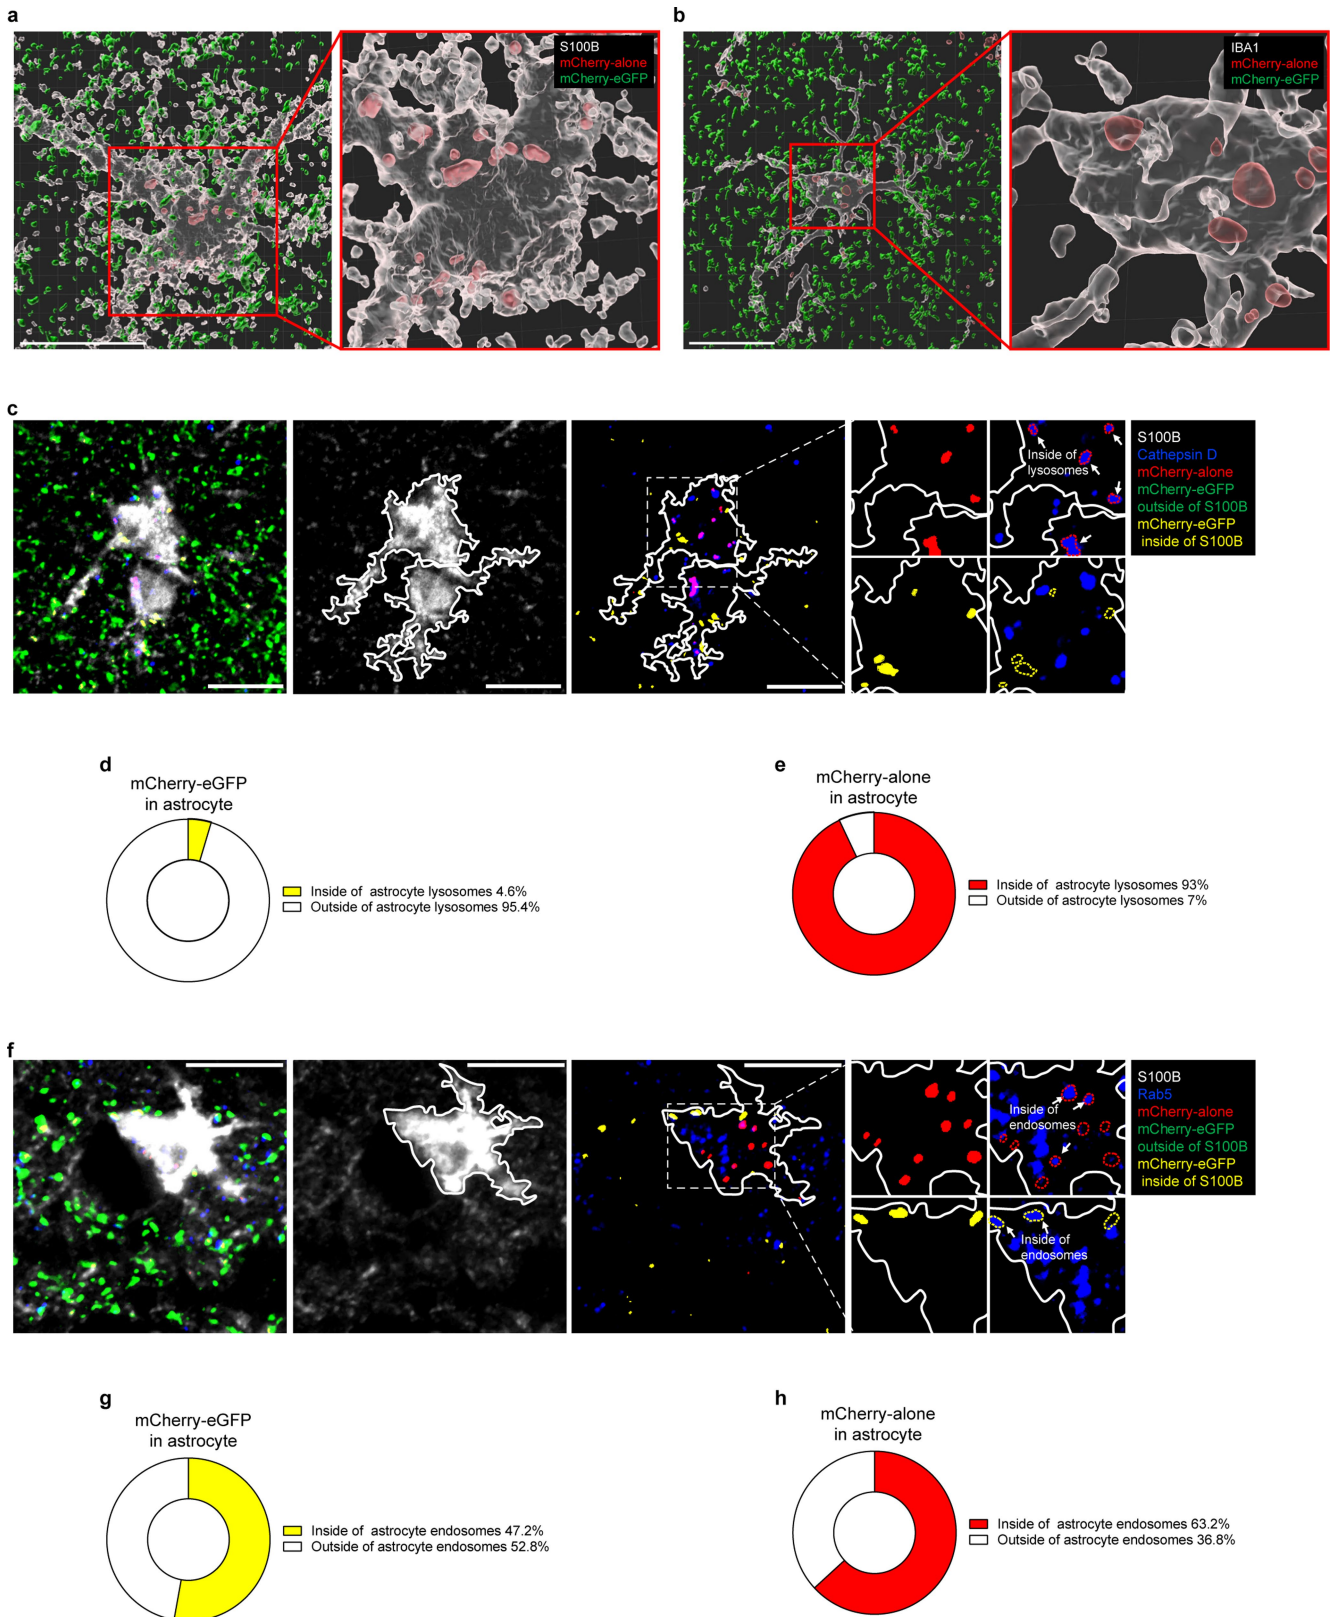 a
S100B
mCherry-alone
mCherry-eGFP
b
IBA1
mCherry-alone
mCherry-eGFP
c
Inside of
lysosomes
S100B
Cathepsin D
mCherry-alone
mCherry-eGFP
outside of S100B
mCherry-eGFP
inside of S100B
d
mCherry-eGFP
in astrocyte
Inside of astrocyte lysosomes 4.6%
Outside of astrocyte lysosomes 95.4%
e
mCherry-alone
in astrocyte
Inside of astrocyte lysosomes 93%
Outside of astrocyte lysosomes 7%
f
Inside of
endosomes
Inside of
endosomes
S100B
Rab5
mCherry-alone
mCherry-eGFP
outside of S100B
mCherry-eGFP
inside of S100B
g
mCherry-eGFP
in astrocyte
Inside of astrocyte endosomes 47.2%
Outside of astrocyte endosomes 52.8%
h
mCherry-alone
in astrocyte
Inside of astrocyte endosomes 63.2%
Outside of astrocyte endosomes 36.8%